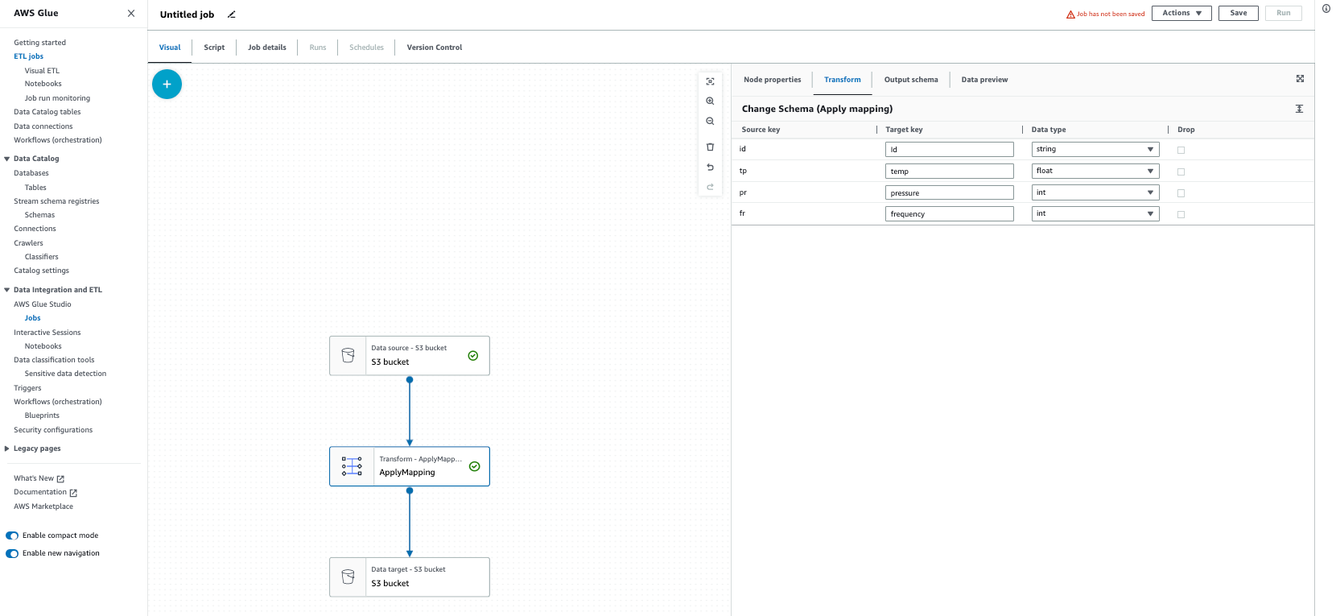 AWS Glue
Getting started
ETL jobs
Visual ETL
Notebooks
Job run monitoring
Data Catalog tables
Data connections
Workflows (orchestration)
Data Catalog
Databases
Tables
Stream schema registries
Schemas
Connections
Crawlers
Classifiers
Catalog settings
Data Integration and ETL
AWS Glue Studio
Jobs
Interactive Sessions
Notebooks
Data classification tools
Sensitive data detection
Triggers
Workflows (orchestration)
Blueprints
Security configurations
Legacy pages
What's New
Documentation
AWS Marketplace
Enable compact mode
Enable new navigation
Untitled job
Job has not been saved Actions Save Run
Visual Script Job details Runs Schedules Version Control
Data source - S3 bucket
S3 bucket
Transform - ApplyMapp...
ApplyMapping
Data target - S3 bucket
S3 bucket
Node properties Transform Output schema Data preview
Change Schema (Apply mapping)
Source key Target key Data type Drop
id id string
tp temp float
pr pressure int
fr frequency int